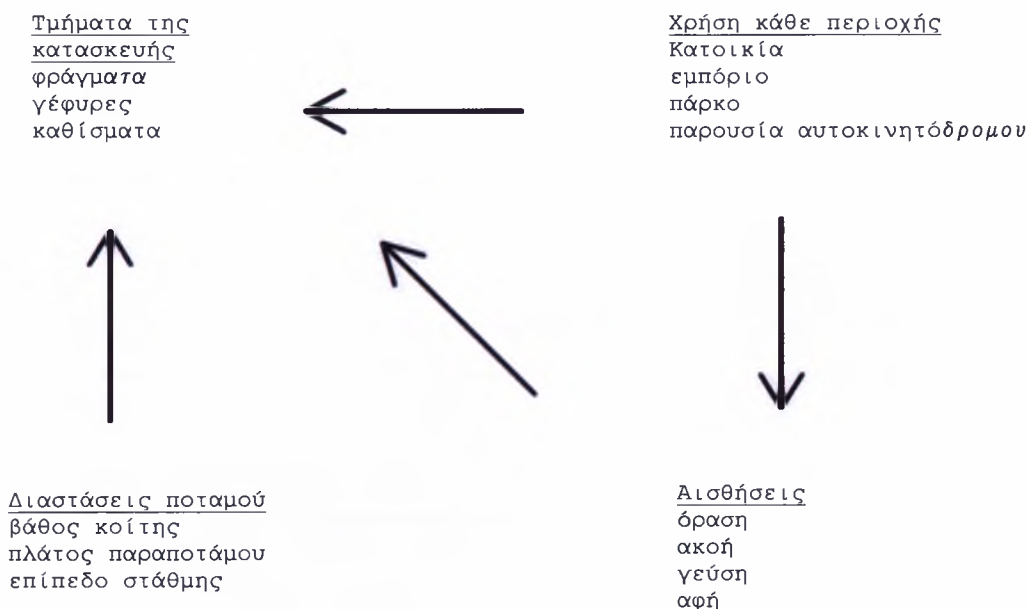 Τμήματα της
κατασκευής
φράγματα
γέφυρες
καθίσματα
Χρήση κάθε περιοχής
Κατοικία
εμπόριο
πάρκο
παρουσία αυτοκινητόδρομου
Διαστάσεις ποταμού
βάθος κοίτης
πλάτος παραποτάμου
επίπεδο στάθμης
Αισθήσεις
όραση
ακοή
γεύση
αφή